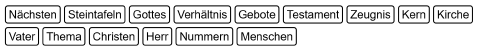 Nächsten Steintafeln Gottes Verhältnis Gebote Testament Zeugnis Kern Kirche
Vater Thema Christen Herr Nummern Menschen